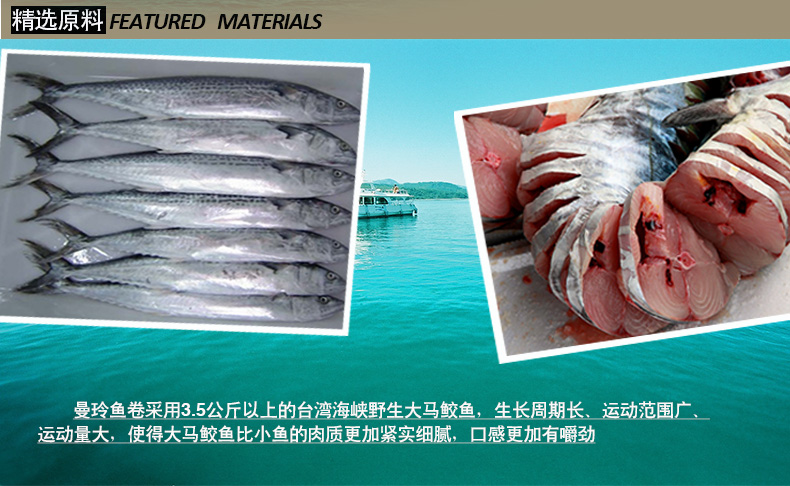 精选原料 FEATURED MATERIALS
曼玲鱼卷采用3.5公斤以上的台湾海峡野生大马鲛鱼，生长周期长、运动范围广、
运动量大，使得大马鲛鱼比小鱼的肉质更加紧实细腻，口感更加有嚼劲